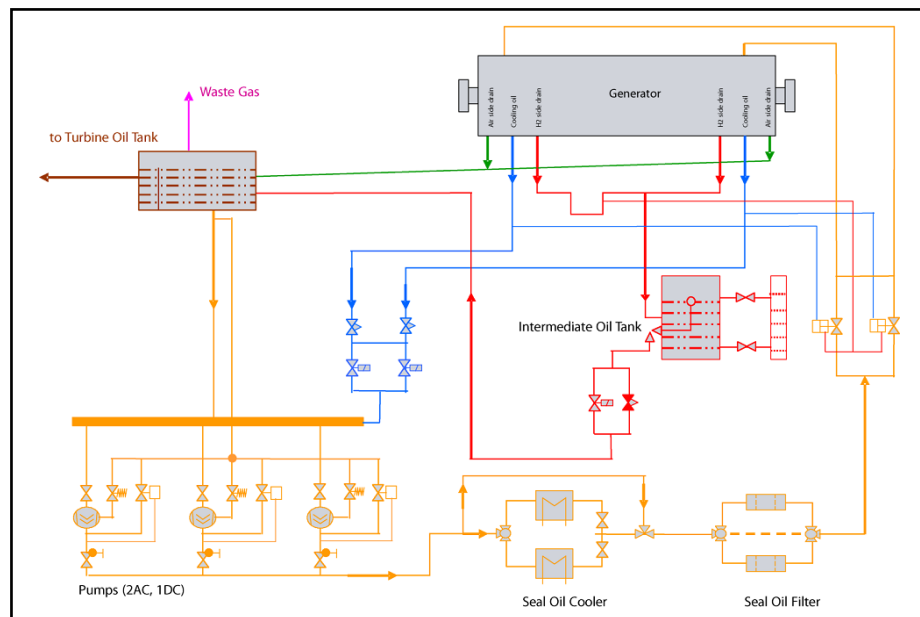 Waste Gas
Generator
Air side drain
Cooling oil
H2 side drain
H2 side drain
Cooling oil
Air side drain
to Turbine Oil Tank
Intermediate Oil Tank
Pumps (2AC, 1DC)
Seal Oil Cooler
Seal Oil Filter